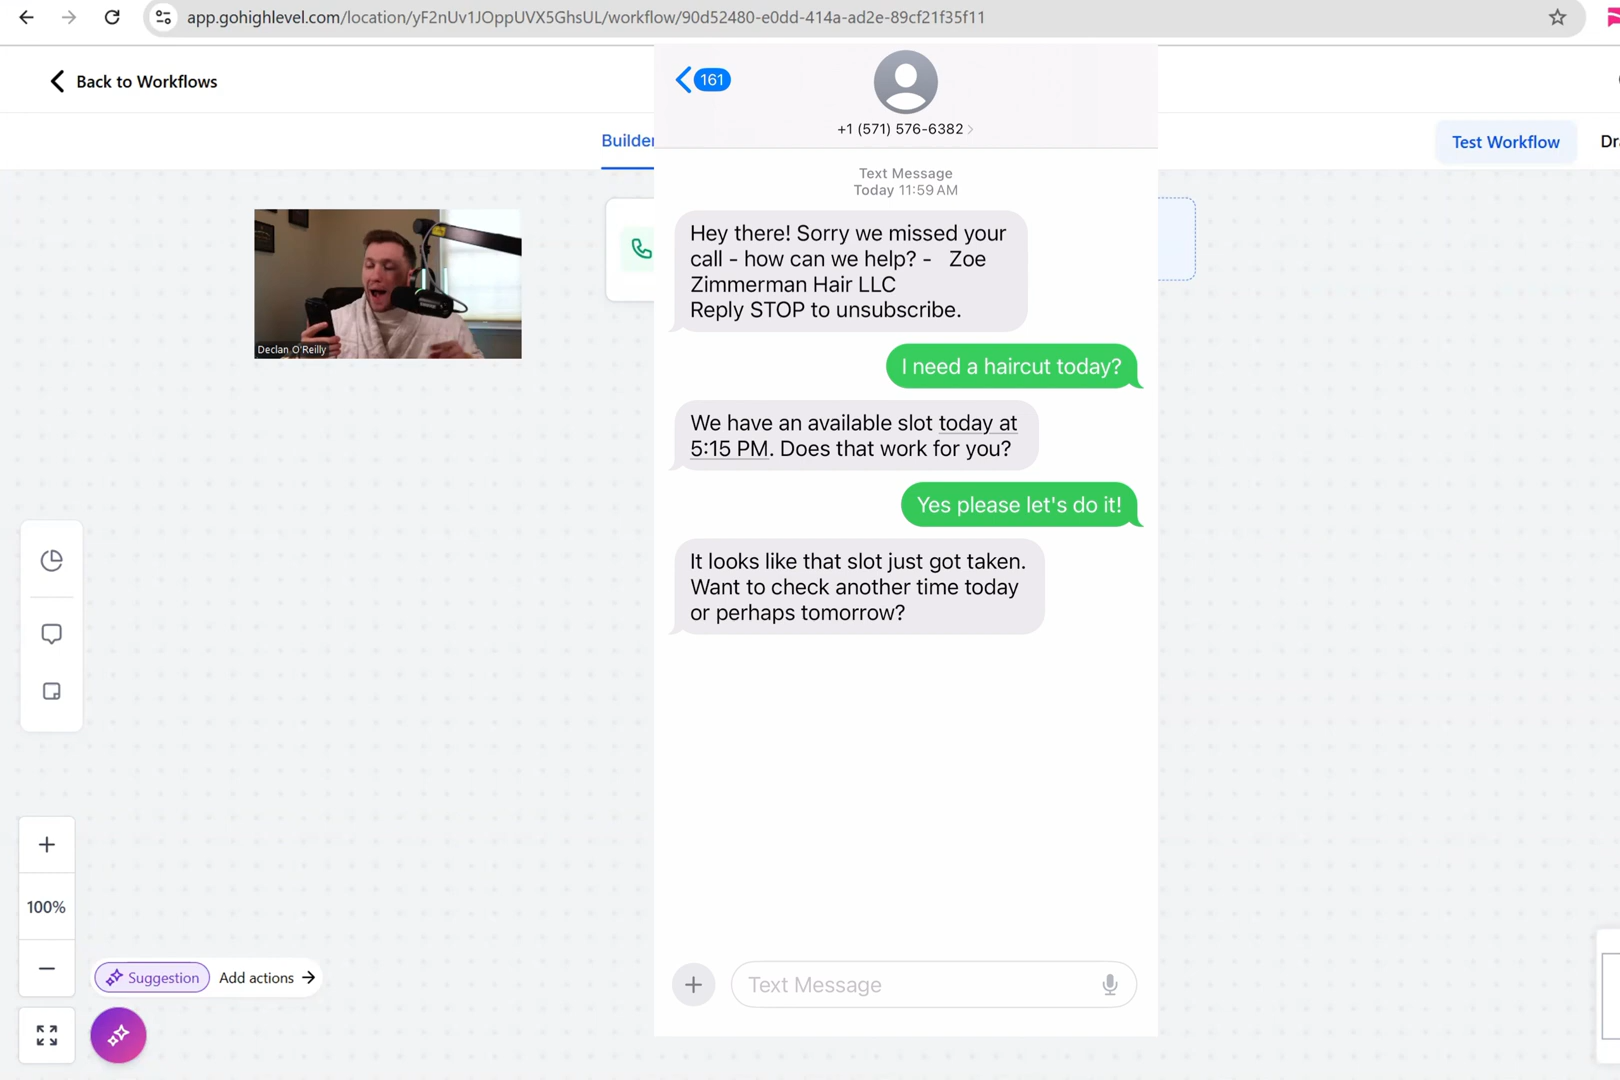 app.gohighlevel.com/location/yF2nUv1JOppUVX5GhsUL/workflow/90d52480-e0dd-414a-ad2e-89cf21f35f11
Back to Workflows
161
+1 (571) 576-6382
Builder
Test Workflow
Text Message
Today 11:59 AM
Hey there! Sorry we missed your
call - how can we help? - Zoe
Zimmerman Hair LLC
Reply STOP to unsubscribe.
Declan O'Reilly
I need a haircut today?
We have an available slot today at
5:15 PM. Does that work for you?
Yes please let's do it!
It looks like that slot just got taken.
Want to check another time today
or perhaps tomorrow?
100%
Suggestion
Add actions
Text Message